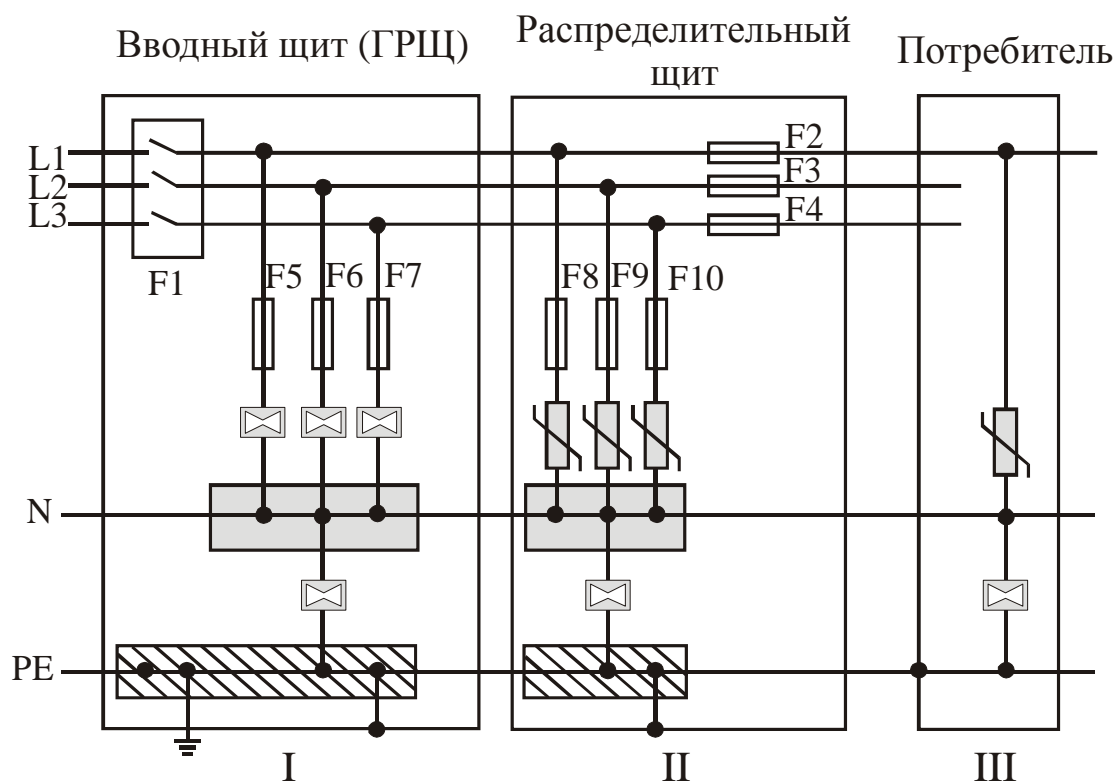 Вводный щит (ГРЩ)
Распределительный
щит
Потребитель
L1
L2
L3
F1
F2
F3
F4
F5
F6
F7
F8
F9
F10
N
PE
I
II
III